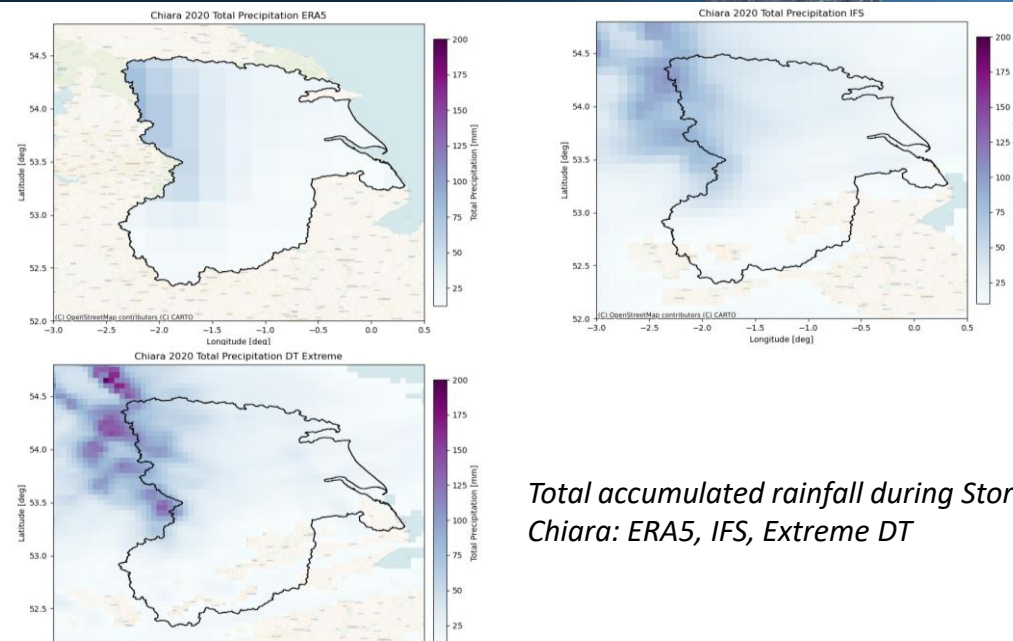 Chiara 2020 Total Precipitation ERA5
54.5
54.0
53.5
53.0
52.5
52.0
Latitude [deg]
-3.0 -2.5 -2.0 -1.5 -1.0 -0.5 0.0 0.5
Longitude [deg]
(C) OpenStreetMap contributors (C) CARTO
200
175
150
125
100
75
50
25
Total Precipitation [mm]
Chiara 2020 Total Precipitation IFS
54.5
54.0
53.5
53.0
52.5
52.0
Latitude [deg]
-3.0 -2.5 -2.0 -1.5 -1.0 -0.5 0.0 0.5
Longitude [deg]
(C) OpenStreetMap contributors (C) CARTO
200
175
150
125
100
75
50
25
Chiara 2020 Total Precipitation DT Extreme
54.5
54.0
53.5
53.0
52.5
Latitude [deg]
200
175
150
125
100
75
50
25
Total Precipitation [mm]
Total accumulated rainfall during Stor
Chiara: ERA5, IFS, Extreme DT